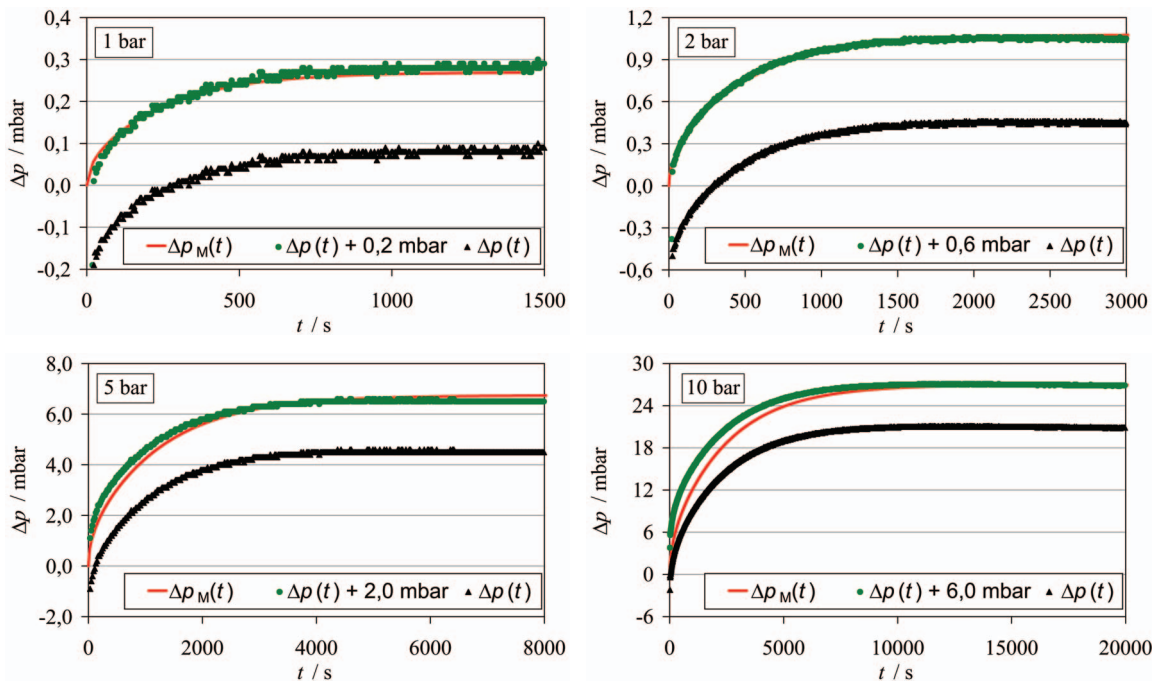 1 bar
0,4
0,3
0,2
0,1
0,0
-0,1
-0,2
Δp / mbar
Δp M(t) Δp(t) + 0,2 mbar Δp(t)
0 500 1000 1500
t / s
2 bar
1,2
0,9
0,6
0,3
0,0
-0,3
-0,6
Δp / mbar
Δp M(t) Δp(t) + 0,6 mbar Δp(t)
0 500 1000 1500 2000 2500 3000
t / s
5 bar
8,0
6,0
4,0
2,0
0,0
-2,0
Δp / mbar
Δp M(t) Δp(t) + 2,0 mbar Δp(t)
0 2000 4000 6000 8000
t / s
10 bar
30
24
18
12
6
0
-6
Δp / mbar
Δp M(t) Δp(t) + 6,0 mbar Δp(t)
0 5000 10000 15000 20000
t / s